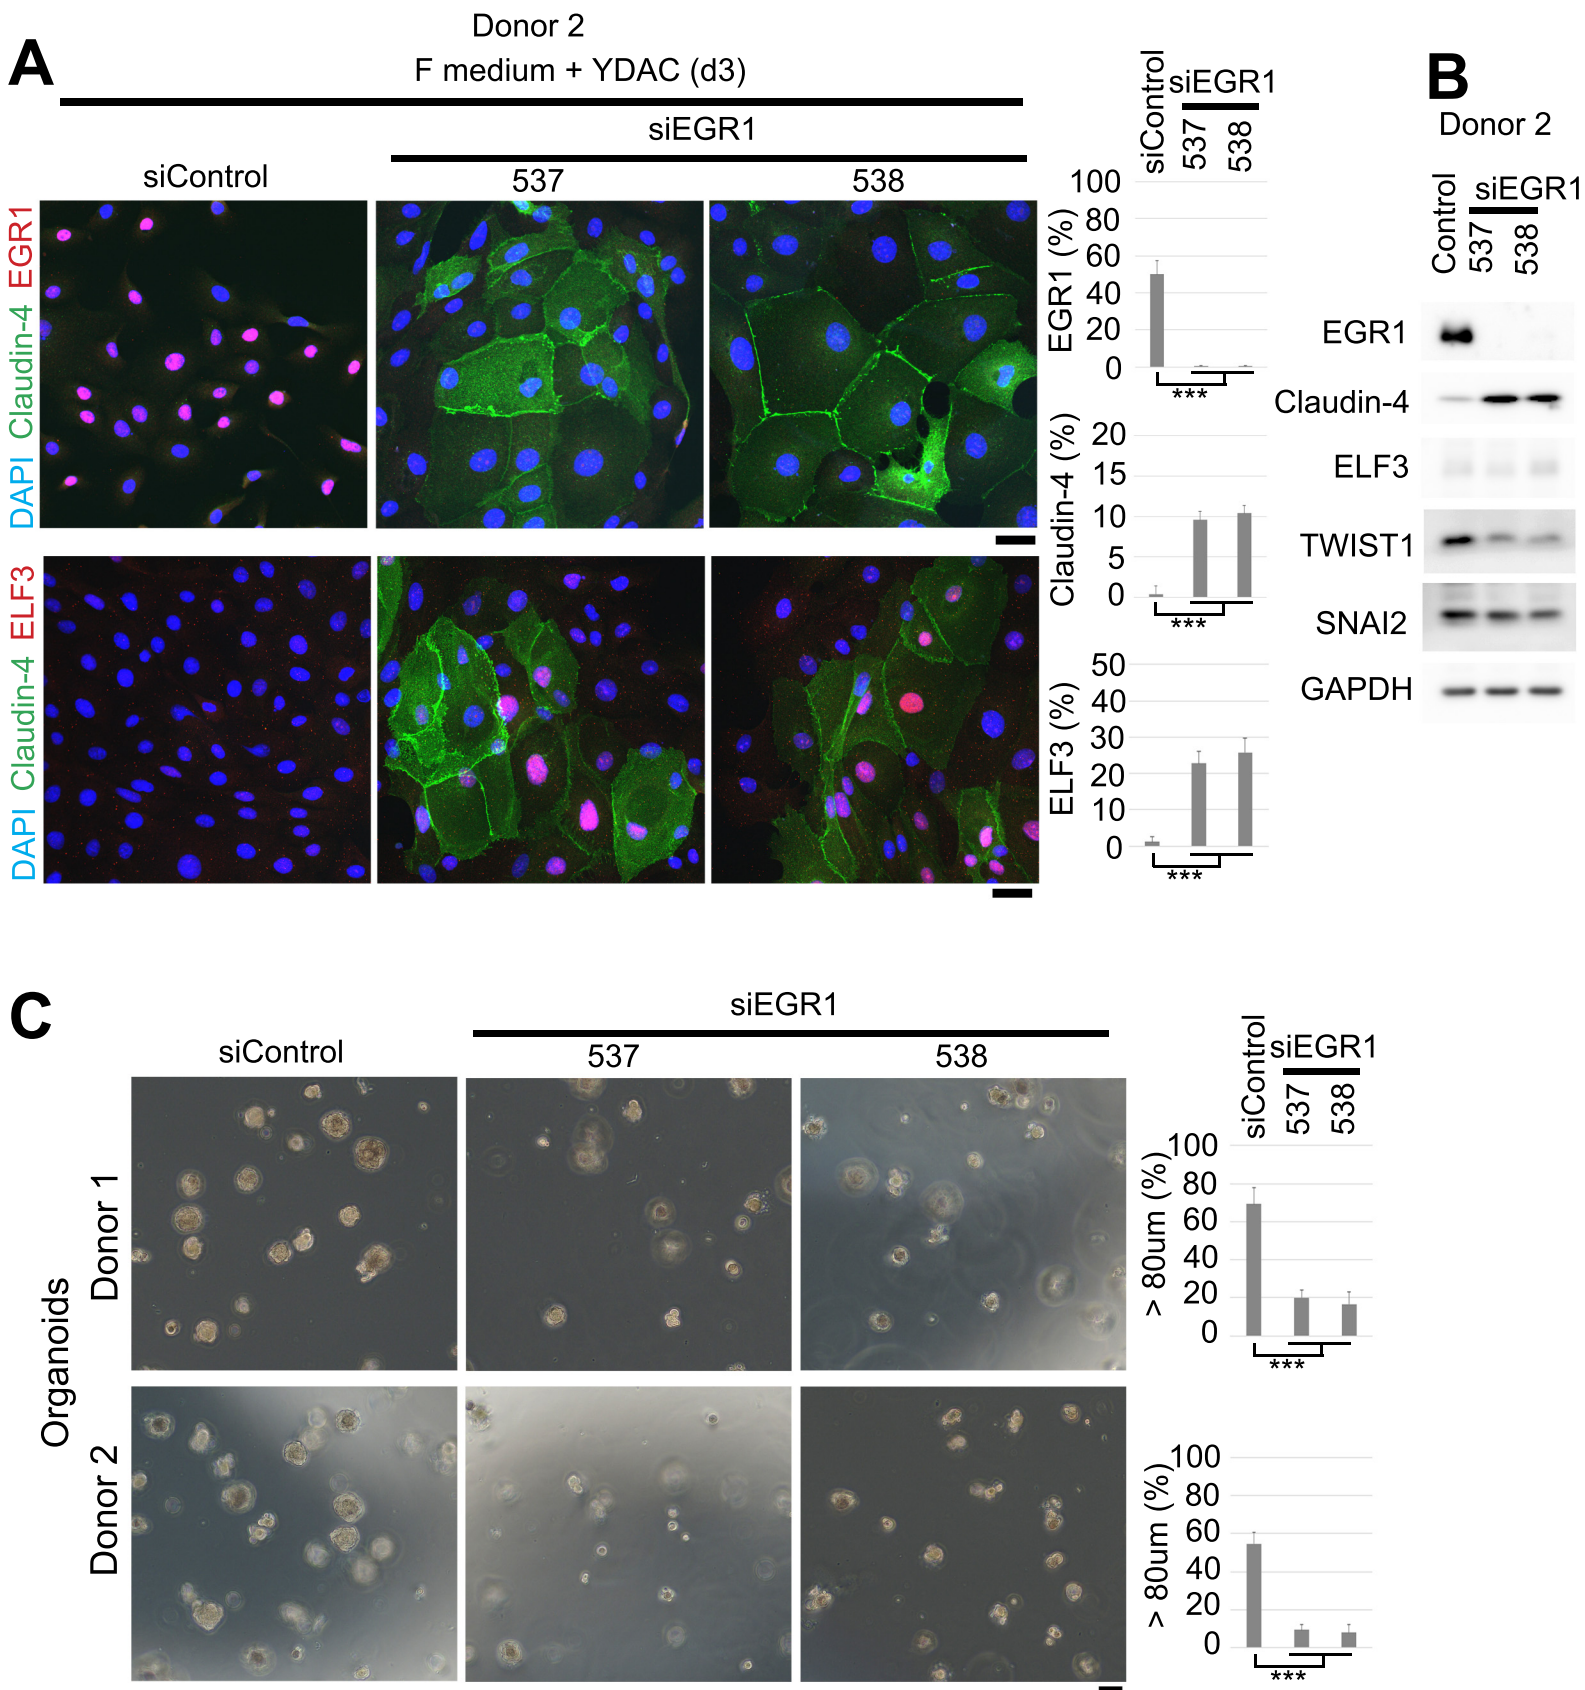 A
Donor 2
F medium + YDAC (d3)
siEGR1
siControl
537
538
DAPI Claudin-4 EGR1
DAPI Claudin-4 ELF3
siControl
siEGR1
537
538
EGR1 (%)
100
80
60
40
20
0
***
Claudin-4 (%)
20
15
10
5
0
***
ELF3 (%)
50
40
30
20
10
0
***
B
Donor 2
Control
siEGR1
537
538
EGR1
Claudin-4
ELF3
TWIST1
SNAI2
GAPDH
C
siEGR1
siControl
537
538
Organoids
Donor 1
Donor 2
siControl
siEGR1
537
538
> 80um (%)
100
80
60
40
20
0
***
> 80um (%)
100
80
60
40
20
0
***